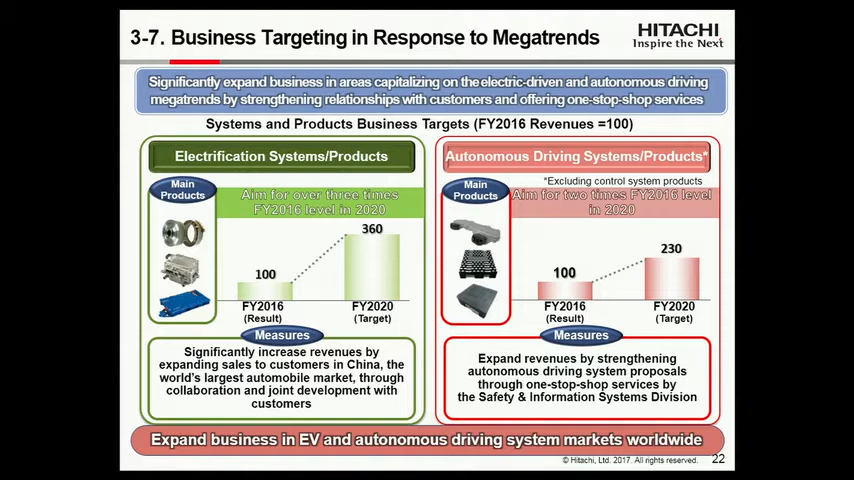 3-7. Business Targeting in Response to Megatrends
HITACHI
Inspire the Next
Significantly expand business in areas capitalizing on the electric-driven and autonomous driving
megatrends by strengthening relationships with customers and offering one-stop-shop services
Systems and Products Business Targets (FY2016 Revenues =100)
Electrification Systems/Products
Main
Products
Aim for over three times
FY2016 level in 2020
360
100
FY2016
(Result)
FY2020
(Target)
Measures
Significantly increase revenues by
expanding sales to customers in China, the
world's largest automobile market, through
collaboration and joint development with
customers
Autonomous Driving Systems/Products*
*Excluding control system products
Main
Products
Aim for two times FY2016 level
in 2020
230
100
FY2016
(Result)
FY2020
(Target)
Measures
Expand revenues by strengthening
autonomous driving system proposals
through one-stop-shop services by
the Safety & Information Systems Division
Expand business in EV and autonomous driving system markets worldwide
© Hitachi, Ltd. 2017. All rights reserved.
22